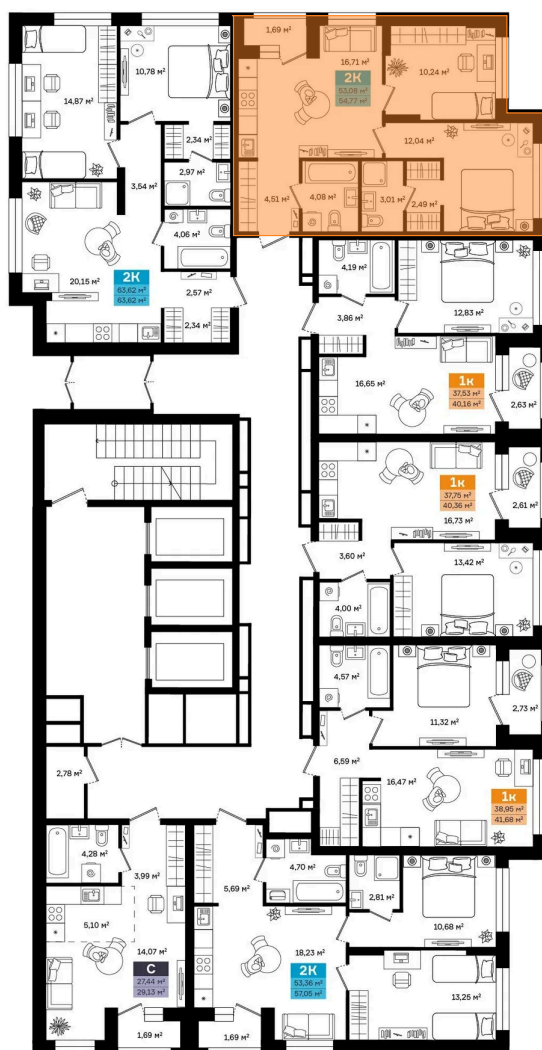 1,69 м²
16,71 м²
2К
53,08 м²
54,77 м²
10,24 м²
10,78 м²
14,87 м²
2,34 м²
12,04 м²
3,54 м²
2,97 м²
4,51 м²
4,08 м²
3,01 м²
2,49 м²
4,06 м²
20,15 м²
2К
63,62 м²
63,62 м²
2,57 м²
2,34 м²
4,19 м²
3,86 м²
12,83 м²
16,65 м²
1к
37,53 м²
40,16 м²
2,63 м²
1к
37,75 м²
40,36 м²
16,73 м²
2,61 м²
3,60 м²
13,42 м²
4,00 м²
4,57 м²
11,32 м²
2,73 м²
6,59 м²
16,47 м²
1к
38,95 м²
41,68 м²
2,78 м²
4,28 м²
3,99 м²
5,69 м²
4,70 м²
2,81 м²
5,10 м²
14,07 м²
С
27,44 м²
29,13 м²
18,23 м²
2К
53,36 м²
57,05 м²
10,68 м²
13,25 м²
1,69 м²
1,69 м²